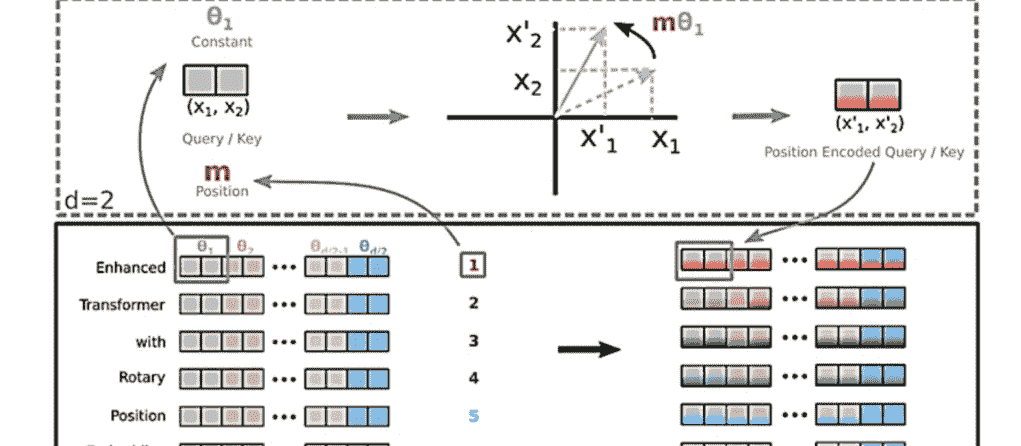 θ₁
Constant
(x₁, x₂)
Query / Key
m
Position
d=2
x'₂
x₂
mθ₁
x'₁ x₁
(x'₁, x'₂)
Position Encoded Query / Key
θ₁ θ₂ θd/2-1 θd/2
Enhanced ••• 1 •••
Transformer ••• 2 •••
with ••• 3 •••
Rotary ••• 4 •••
Position ••• 5 •••